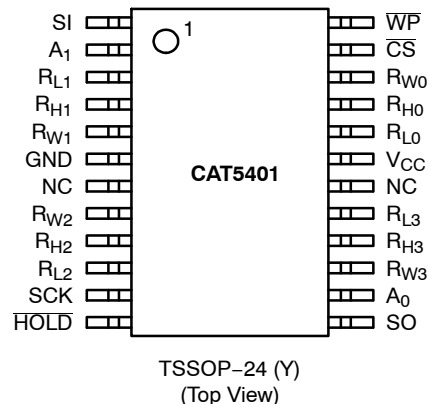 SI
A1
RL1
RH1
RW1
GND
NC
RW2
RH2
RL2
SCK
HOLD
1
CAT5401
WP
CS
RW0
RH0
RL0
VCC
NC
RL3
RH3
RW3
A0
SO
TSSOP−24 (Y)
(Top View)